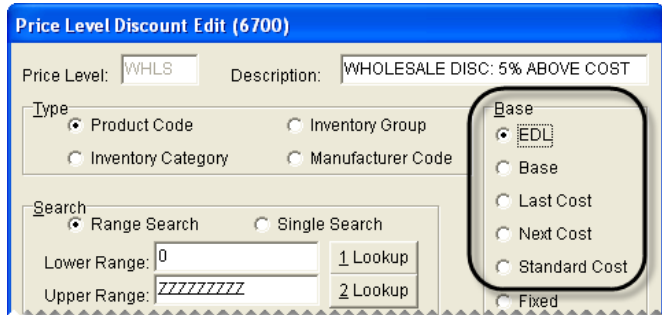 Price Level Discount Edit (6700)
Price Level: WHLS Description: WHOLESALE DISC: 5% ABOVE COST
Type
Product Code Inventory Group
Inventory Category Manufacturer Code
Base
EDL
Base
Last Cost
Next Cost
Standard Cost
Fixed
Search
Range Search Single Search
Lower Range: 0 1 Lookup
Upper Range: ZZZZZZZZZ 2 Lookup